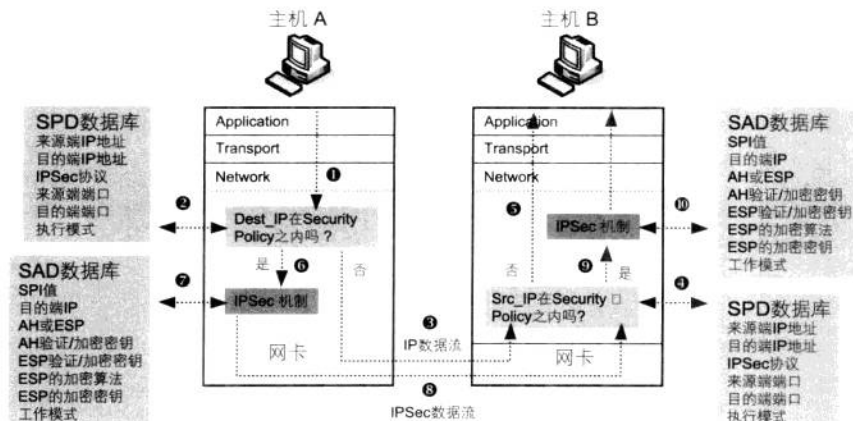 主机 A
主机 B
SPD数据库
来源端IP地址
目的端IP地址
IPSec协议
来源端端口
目的端端口
执行模式
SAD数据库
SPI值
目的端IP
AH或ESP
AH验证/加密密钥
ESP验证/加密密钥
ESP的加密算法
ESP的加密密钥
工作模式
Application
Transport
Network
❶
❷
Dest_IP在Security
Policy之内吗？
是
❻
否
❼
IPSec 机制
网卡
❸
IP数据流
❽
IPSec数据流
Application
Transport
Network
❺
IPSec 机制
❿
否
❾
是
Src_IP在Security □
Policy之内吗?
❹
网卡
SAD数据库
SPI值
目的端IP
AH或ESP
AH验证/加密密钥
ESP验证/加密密钥
ESP的加密算法
ESP的加密密钥
工作模式
SPD数据库
来源端IP地址
目的端IP地址
IPSec协议
来源端端口
目的端端口
执行模式